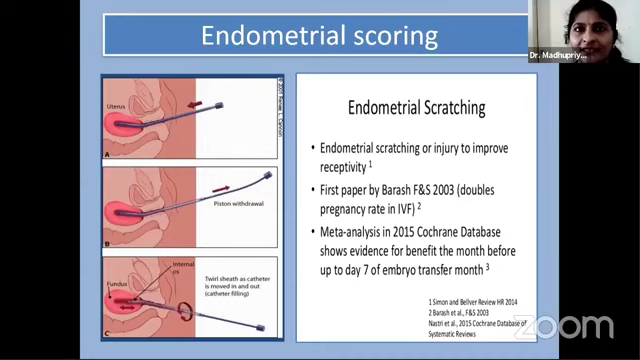 Endometrial scoring
Dr. Madhupriy...
Uterus
A
Piston withdrawal
B
Internal
os
Fundus
Twirl sheath as catheter
is moved in and out
(catheter filling)
C
Endometrial Scratching
• Endometrial scratching or injury to improve
receptivity 1
• First paper by Barash F&S 2003 (doubles
pregnancy rate in IVF) 2
• Meta-analysis in 2015 Cochrane Database
shows evidence for benefit the month before
up to day 7 of embryo transfer month 3
1 Simon and Bellver Review HR 2014
2 Barash et al., F&S 2003
Nastri et al., 2015 Cochrane Database of
Systematic Reviews
zoom